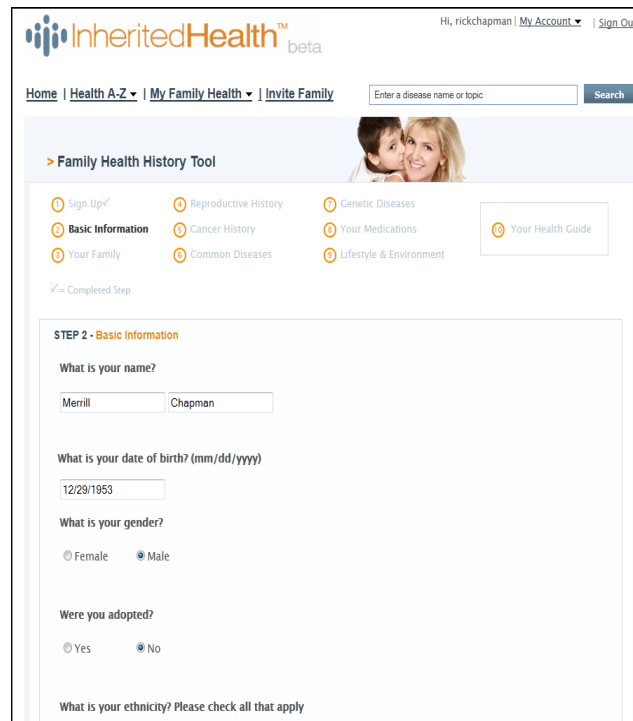 InheritedHealth™ beta
Hi, rickchapman | My Account | Sign Ou
Home | Health A-Z | My Family Health | Invite Family
Enter a disease name or topic
Search
> Family Health History Tool
1 Sign Up✓
4 Reproductive History
7 Genetic Diseases
2 Basic Information
5 Cancer History
8 Your Medications
10 Your Health Guide
3 Your Family
6 Common Diseases
9 Lifestyle & Environment
✓= Completed Step
STEP 2 - Basic Information
What is your name?
Merrill Chapman
What is your date of birth? (mm/dd/yyyy)
12/29/1953
What is your gender?
Female Male
Were you adopted?
Yes No
What is your ethnicity? Please check all that apply